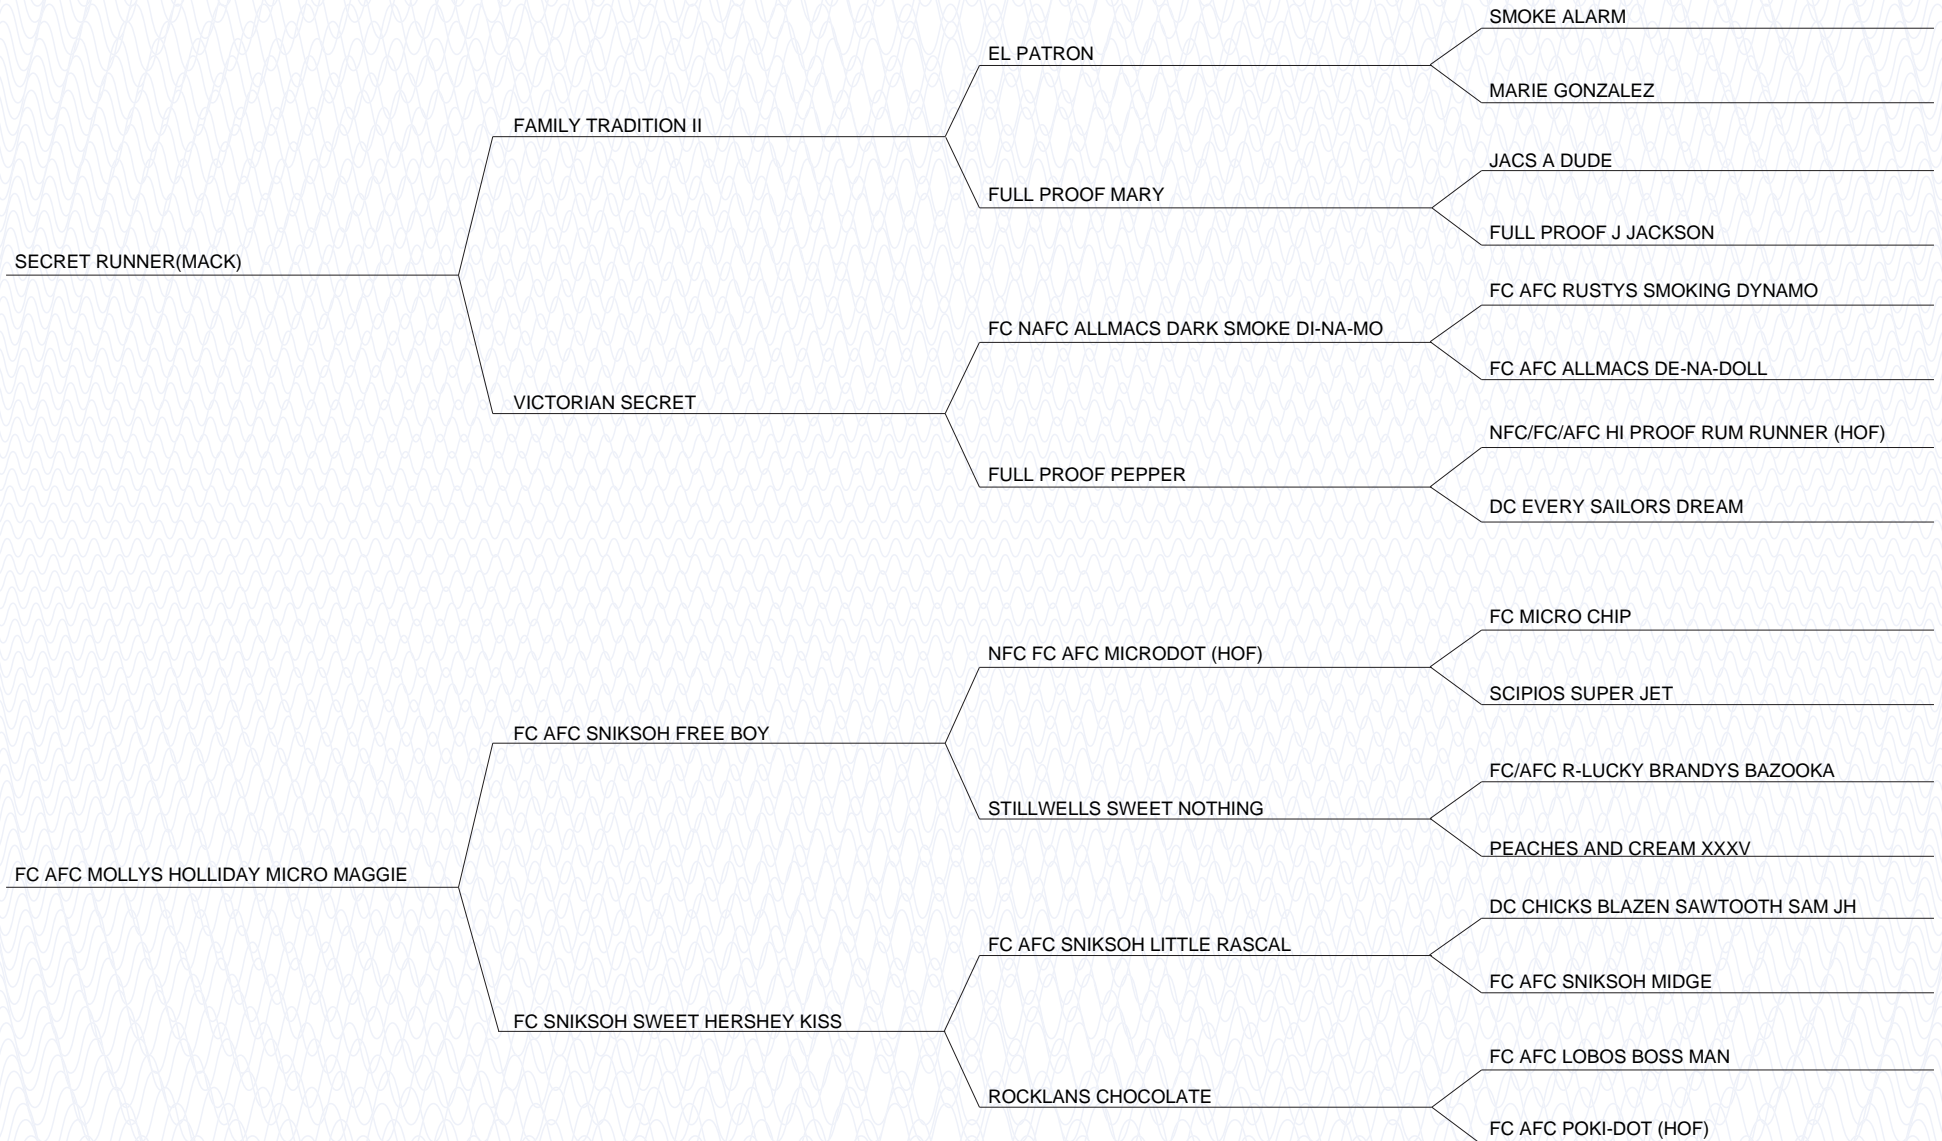 SMOKE ALARM
EL PATRON
MARIE GONZALEZ
FAMILY TRADITION II
JACS A DUDE
FULL PROOF MARY
FULL PROOF J JACKSON
SECRET RUNNER(MACK)
FC AFC RUSTYS SMOKING DYNAMO
FC NAFC ALLMACS DARK SMOKE DI-NA-MO
FC AFC ALLMACS DE-NA-DOLL
VICTORIAN SECRET
NFC/FC/AFC HI PROOF RUM RUNNER (HOF)
FULL PROOF PEPPER
DC EVERY SAILORS DREAM
FC MICRO CHIP
NFC FC AFC MICRODOT (HOF)
SCIPIOS SUPER JET
FC AFC SNIKSOH FREE BOY
FC/AFC R-LUCKY BRANDYS BAZOOKA
STILLWELLS SWEET NOTHING
PEACHES AND CREAM XXXV
FC AFC MOLLYS HOLLIDAY MICRO MAGGIE
DC CHICKS BLAZEN SAWTOOTH SAM JH
FC AFC SNIKSOH LITTLE RASCAL
FC AFC SNIKSOH MIDGE
FC SNIKSOH SWEET HERSHEY KISS
FC AFC LOBOS BOSS MAN
ROCKLANS CHOCOLATE
FC AFC POKI-DOT (HOF)